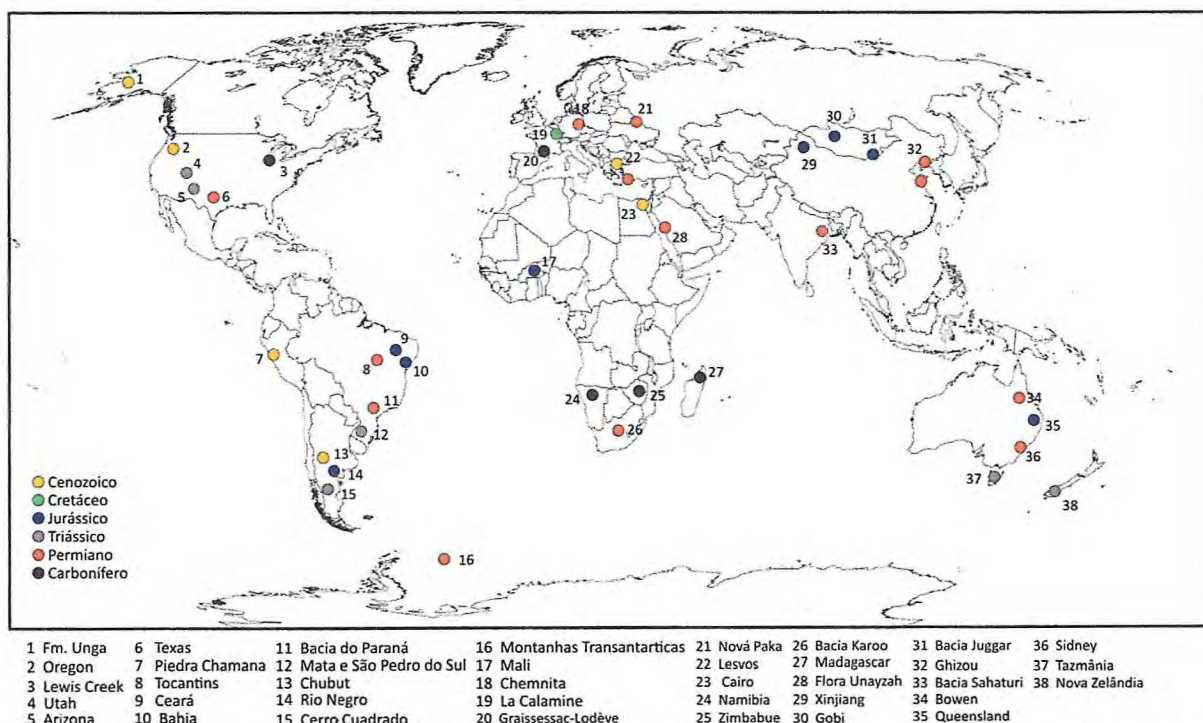 1
2
3
4
5
6
7
8
9
10
11
12
13
14
15
16
17
18
19
20
21
22
23
24
25
26
27
28
29
30
31
32
33
34
35
36
37
38
Cenozoico
Cretáceo
Jurássico
Triássico
Permiano
Carbonífero
1 Fm. Unga
2 Oregon
3 Lewis Creek
4 Utah
5 Arizona
6 Texas
7 Piedra Chamana
8 Tocantins
9 Ceará
10 Bahia
11 Bacia do Paraná
12 Mata e São Pedro do Sul
13 Chubut
14 Rio Negro
15 Cerro Cuadrado
16 Montanhas Transantarticas
17 Mali
18 Chemnita
19 La Calamine
20 Graissessac-Lodève
21 Nová Paka
22 Lesvos
23 Cairo
24 Namibia
25 Zimbabue
26 Bacia Karoo
27 Madagascar
28 Flora Unayzah
29 Xinjiang
30 Gobi
31 Bacia Juggar
32 Ghizou
33 Bacia Sahaturi
34 Bowen
35 Queensland
36 Sidney
37 Tazmânia
38 Nova Zelândia